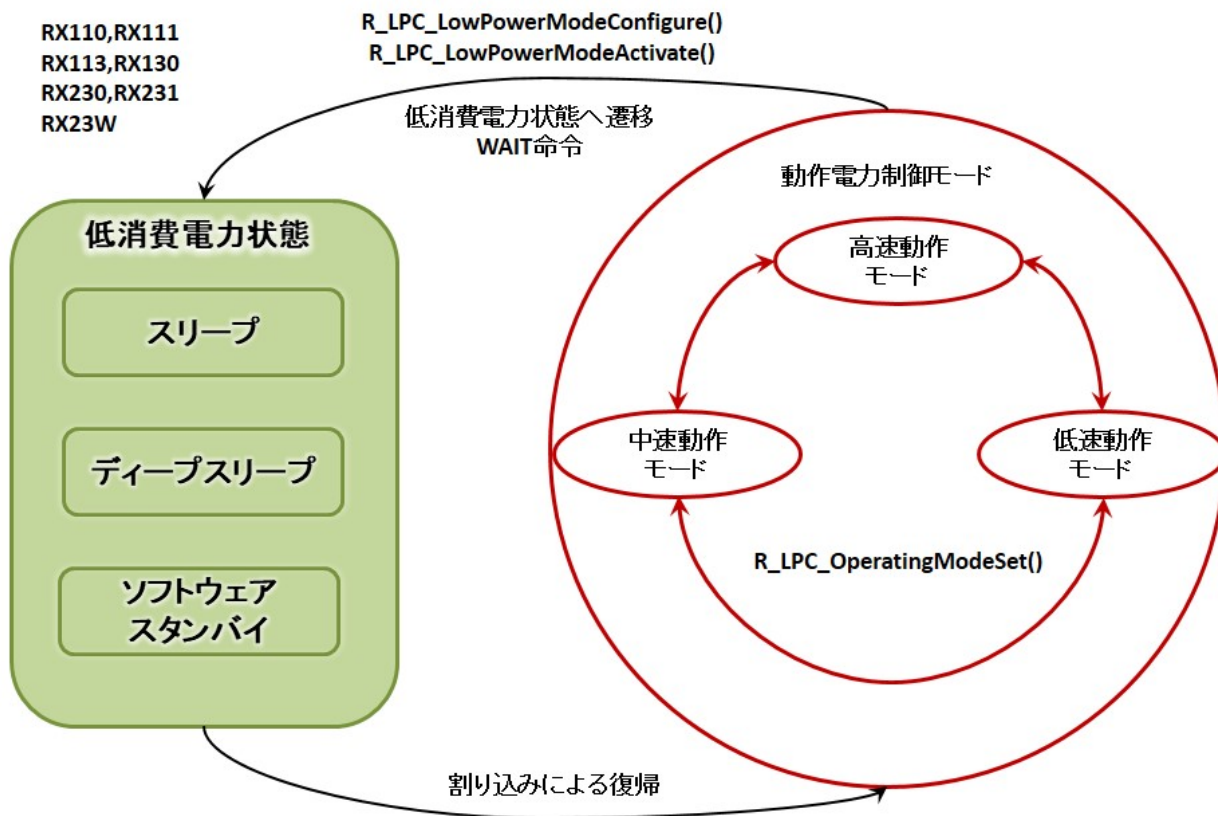 RX110,RX111
RX113,RX130
RX230,RX231
RX23W
R_LPC_LowPowerModeConfigure()
R_LPC_LowPowerModeActivate()
低消費電力状態へ遷移
WAIT命令
動作電力制御モード
高速動作
モード
中速動作
モード
低速動作
モード
R_LPC_OperatingModeSet()
低消費電力状態
スリープ
ディープスリープ
ソフトウェア
スタンバイ
割り込みによる復帰